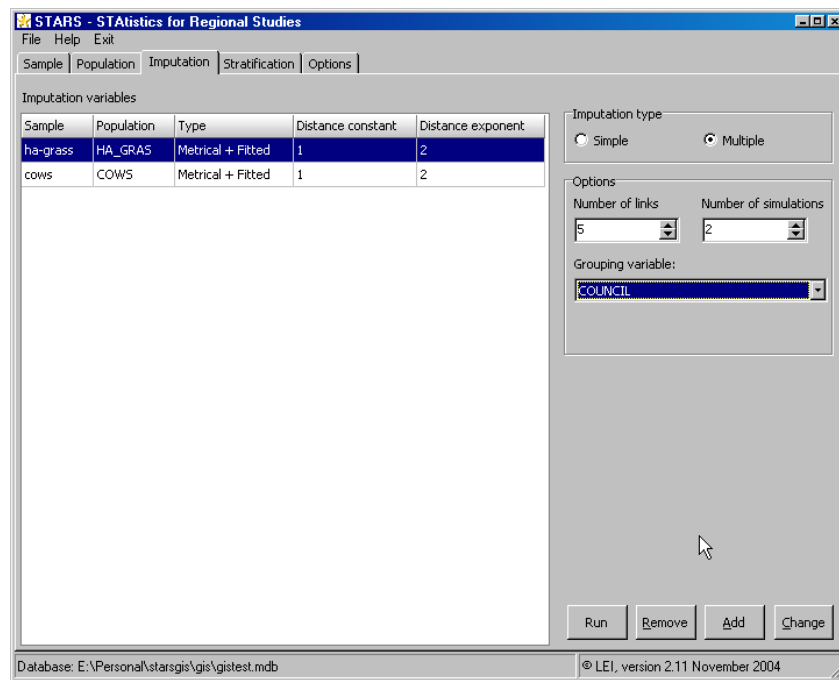 STARS - STAtistics for Regional Studies
File Help Exit
Sample Population Imputation Stratification Options
Imputation variables
Sample Population Type Distance constant Distance exponent
ha-grass HA_GRAS Metrical + Fitted 1 2
cows COWS Metrical + Fitted 1 2
Imputation type
Simple Multiple
Options
Number of links Number of simulations
5 2
Grouping variable:
COUNCIL
Run Remove Add Change
Database: E:\Personal\starsgis\gis\gistest.mdb © LEI, version 2.11 November 2004